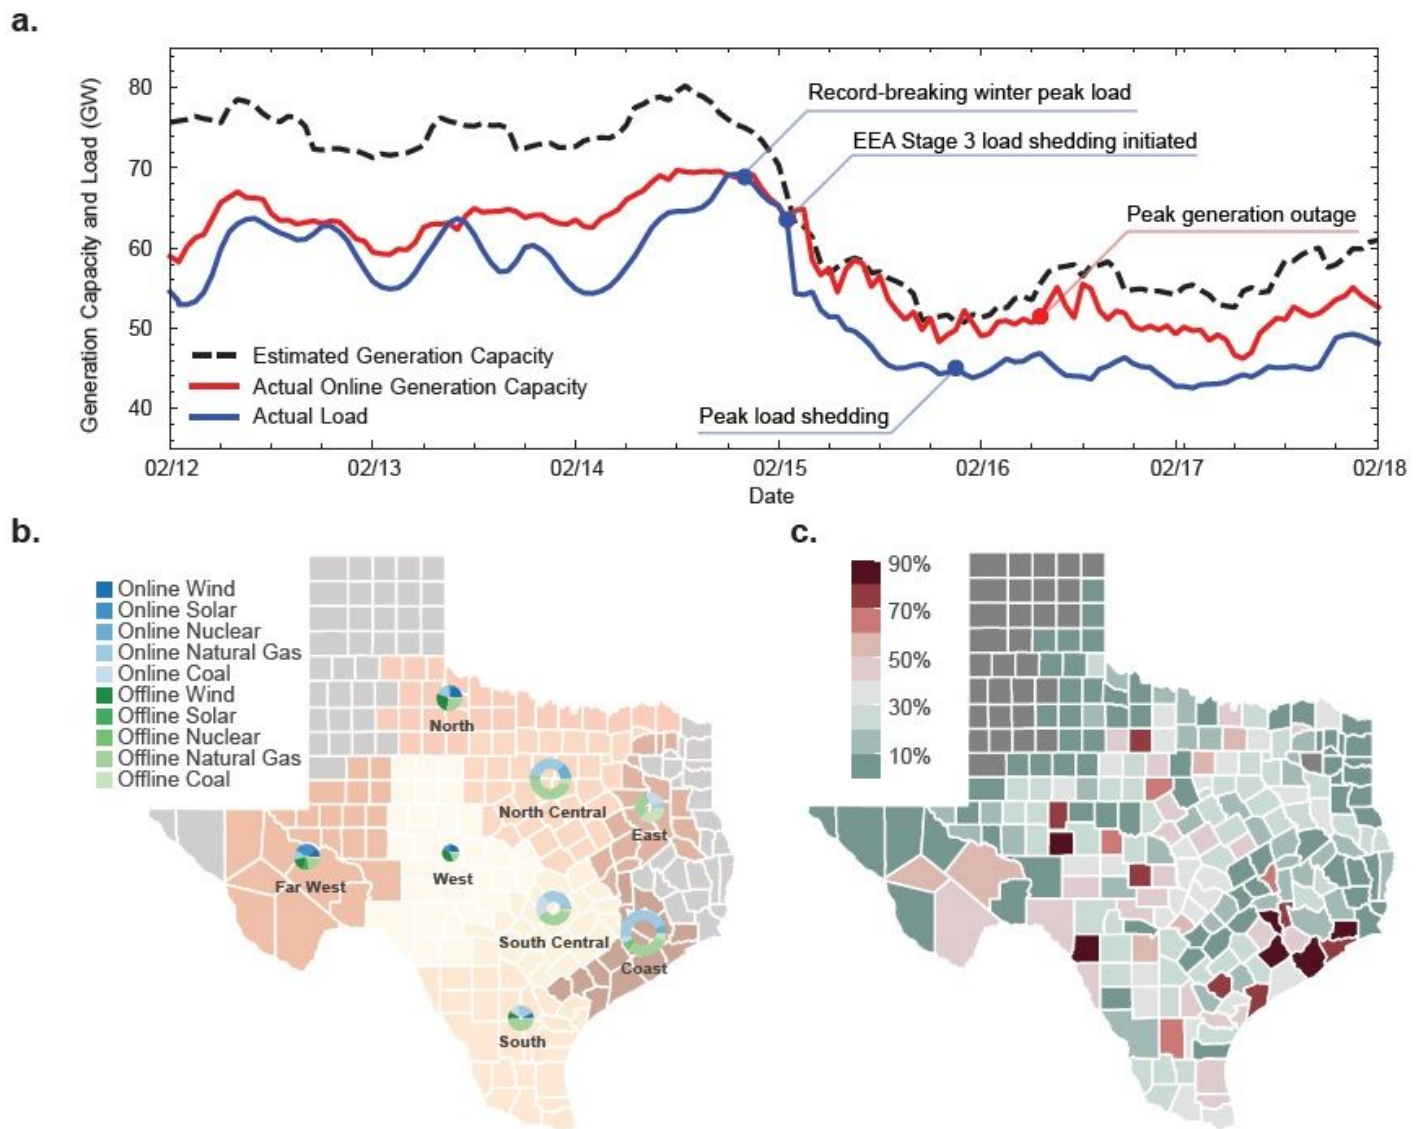 a.
Generation Capacity and Load (GW)
80
70
60
50
40
Record-breaking winter peak load
EEA Stage 3 load shedding initiated
Peak generation outage
Estimated Generation Capacity
Actual Online Generation Capacity
Actual Load
Peak load shedding
02/12 02/13 02/14 02/15 02/16 02/17 02/18
Date
b.
Online Wind
Online Solar
Online Nuclear
Online Natural Gas
Online Coal
Offline Wind
Offline Solar
Offline Nuclear
Offline Natural Gas
Offline Coal
North
North Central
East
Far West
West
South Central
Coast
South
c.
90%
70%
50%
30%
10%